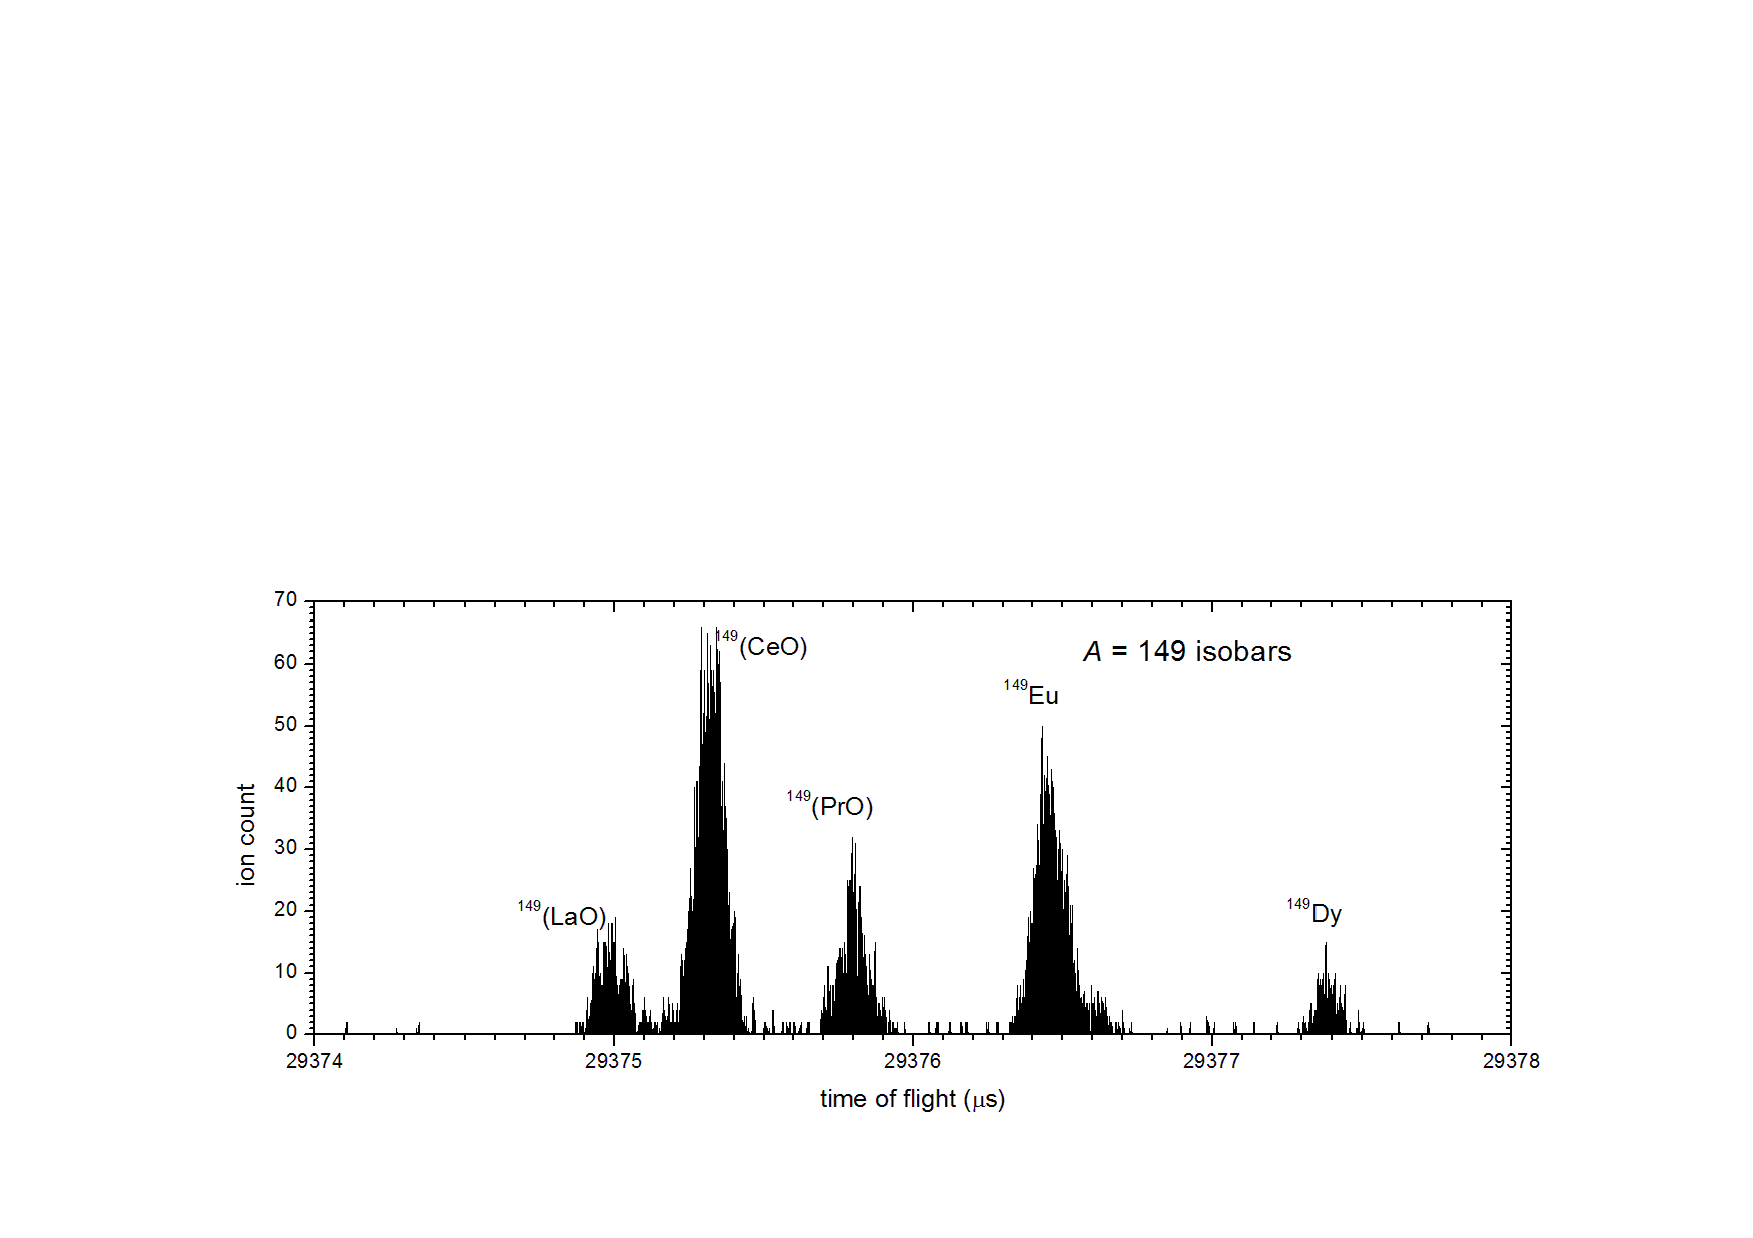 70
60
50
40
30
20
10
0
ion count
¹⁴⁹(LaO)
¹⁴⁹(CeO)
¹⁴⁹(PrO)
¹⁴⁹Eu
A = 149 isobars
¹⁴⁹Dy
29374 29375 29376 29377 29378
time of flight (μs)